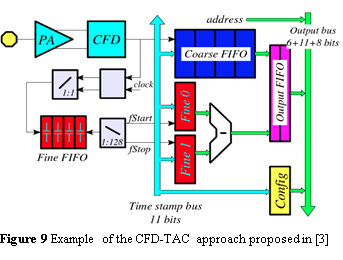 address
Output bus
6+11+8 bits
PA
CFD
Coarse FIFO
Output FIFO
clock
1:1
Fine 0
fStart
1:128
fStop
Fine 1
Fine FIFO
Config
Time stamp bus
11 bits
Figure 9 Example of the CFD-TAC approach proposed in [3]